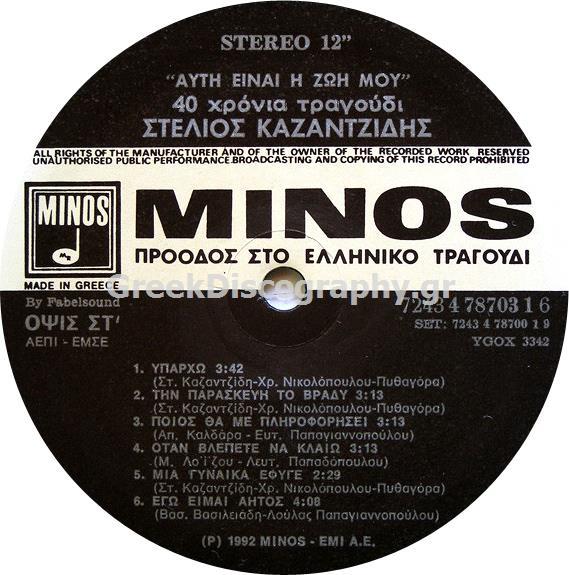 STEREO 12"
"ΑΥΤΗ ΕΙΝΑΙ Η ΖΩΗ ΜΟΥ"
40 χρόνια τραγούδι
ΣΤΕΛΙΟΣ ΚΑΖΑΝΤΖΙΔΗΣ
ALL RIGHTS OF THE MANUFACTURER AND OF THE OWNER OF THE RECORDED WORK RESERVED
UNAUTHORISED PUBLIC PERFORMANCE.BROADCASTING AND COPYING OF THIS RECORD PROHIBITED
MINOS
MINOS
ΠΡΟΟΔΟΣ ΣΤΟ ΕΛΛΗΝΙΚΟ ΤΡΑΓΟΥΔΙ
MADE IN GREECE
GreekDiscography.gr
By Fabelsound
ΟΨΙΣ ΣΤ'
ΑΕΠΙ - ΕΜΣΕ
7243 4 78703 1 6
SET: 7243 4 78700 1 9
YGOX 3342
1. ΥΠΑΡΧΩ 3:42
(Στ. Καζαντζίδη-Χρ. Νικολόπουλου-Πυθαγόρα)
2. ΤΗΝ ΠΑΡΑΣΚΕΥΗ ΤΟ ΒΡΑΔΥ 3:13
(Στ. Καζαντζίδη-Χρ. Νικολόπουλου-Πυθαγόρα)
3. ΠΟΙΟΣ ΘΑ ΜΕ ΠΛΗΡΟΦΟΡΗΣΕΙ 3:13
(Απ. Καλδάρα - Ευτ. Παπαγιαννοπούλου)
4. ΟΤΑΝ ΒΛΕΠΕΤΕ ΝΑ ΚΛΑΙΩ 3:13
(Μ. Λο'ί'ζου - Λευτ. Παπαδόπουλου)
5. ΜΙΑ ΓΥΝΑΙΚΑ ΕΦΥΓΕ 2:29
(Στ. Καζαντζίδη-Χρ. Νικολόπουλου-Πυθαγόρα)
6. ΕΓΩ ΕΙΜΑΙ ΑΗΤΟΣ 4:08
(Βασ. Βασιλειάδη-Λούλας Παπαγιαννοπούλου)
(P) 1992 MINOS - EMI A.E.